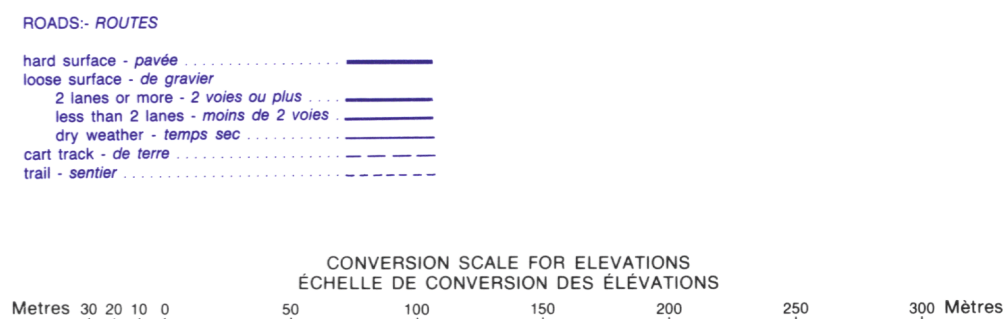 ROADS:- ROUTES
hard surface - pavée
loose surface - de gravier
2 lanes or more - 2 voies ou plus
less than 2 lanes - moins de 2 voies
dry weather - temps sec
cart track - de terre
trail - sentier
CONVERSION SCALE FOR ELEVATIONS
ÉCHELLE DE CONVERSION DES ÉLÉVATIONS
Metres 30 20 10 0 50 100 150 200 250 300 Mètres